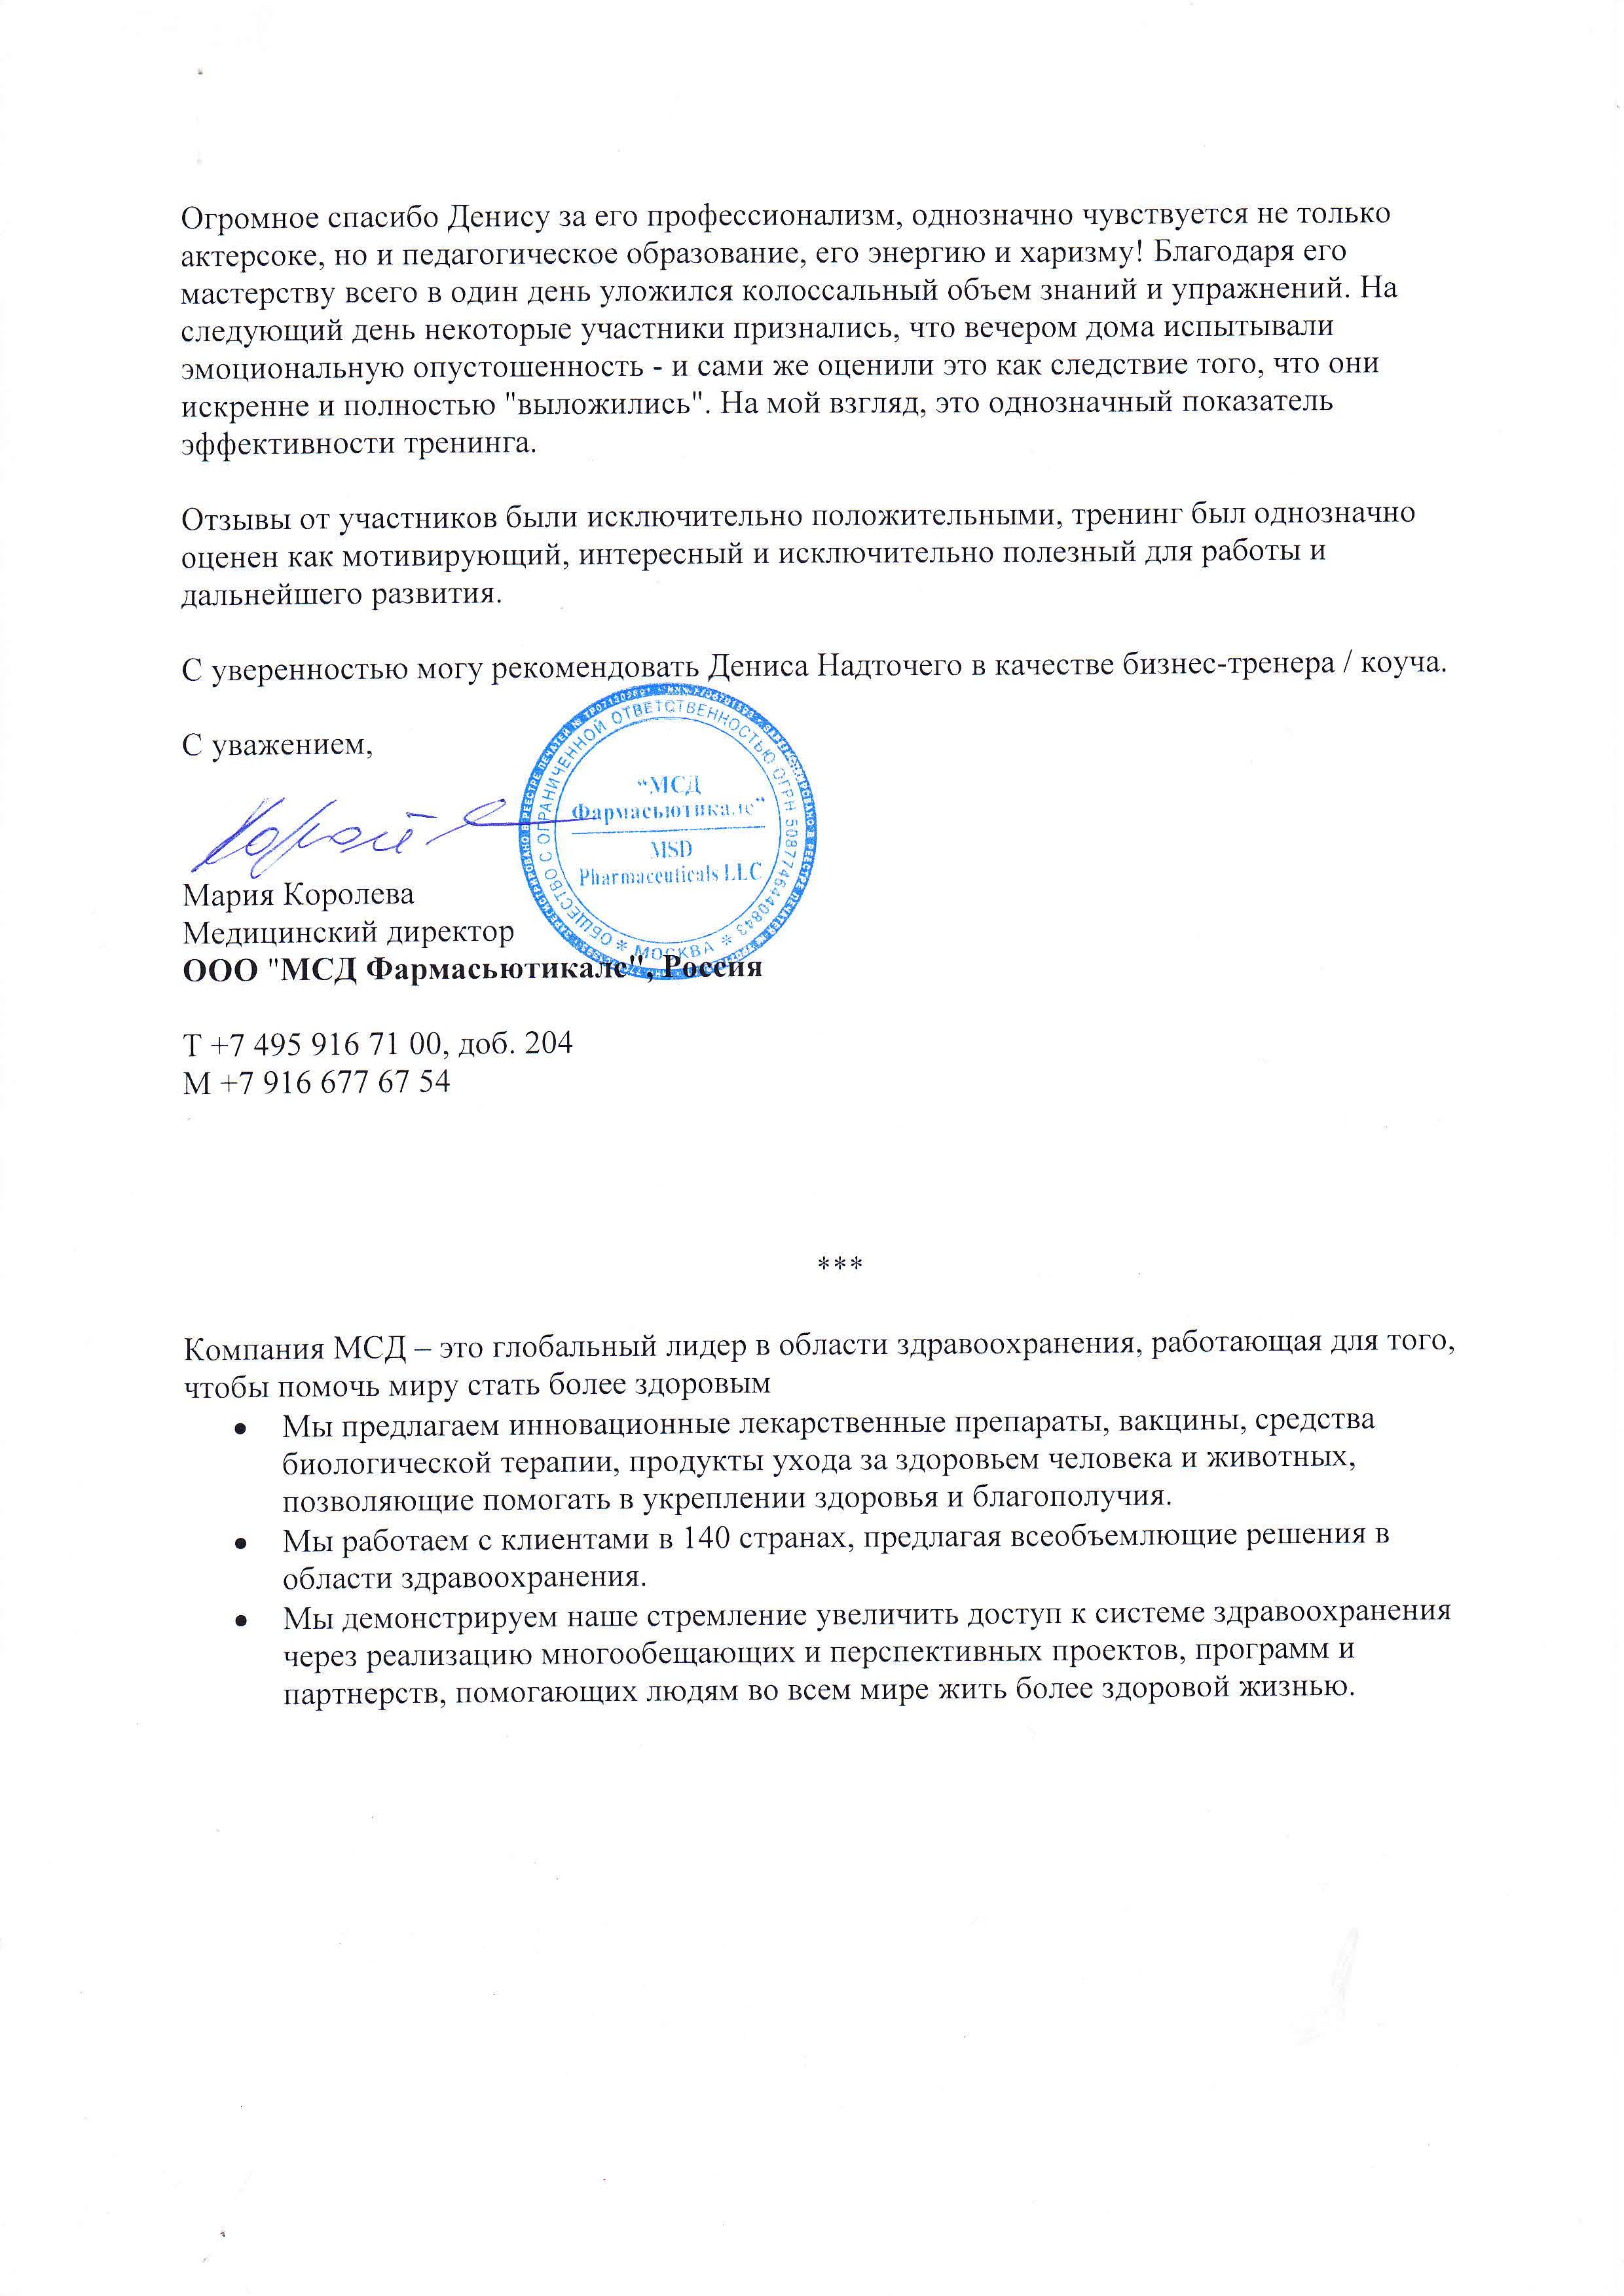 Огромное спасибо Денису за его профессионализм, однозначно чувствуется не только
актерсоке, но и педагогическое образование, его энергию и харизму! Благодаря его
мастерству всего в один день уложился колоссальный объем знаний и упражнений. На
следующий день некоторые участники признались, что вечером дома испытывали
эмоциональную опустошенность - и сами же оценили это как следствие того, что они
искренне и полностью "выложились". На мой взгляд, это однозначный показатель
эффективности тренинга.
Отзывы от участников были исключительно положительными, тренинг был однозначно
оценен как мотивирующий, интересный и исключительно полезный для работы и
дальнейшего развития.
С уверенностью могу рекомендовать Дениса Надточего в качестве бизнес-тренера / коуча.
С уважением,
ОБЩЕСТВО С ОГРАНИЧЕННОЙ ОТВЕТСТВЕННОСТЬЮ ОГРН 5087746440843 * МОСКВА *
“МСД
Фармасьютикалс”
MSD
Pharmaceuticals LLC
Мария Королева
Медицинский директор
ООО "МСД Фармасьютикалс", Россия
Т +7 495 916 71 00, доб. 204
М +7 916 677 67 54
***
Компания МСД – это глобальный лидер в области здравоохранения, работающая для того,
чтобы помочь миру стать более здоровым
• Мы предлагаем инновационные лекарственные препараты, вакцины, средства
биологической терапии, продукты ухода за здоровьем человека и животных,
позволяющие помогать в укреплении здоровья и благополучия.
• Мы работаем с клиентами в 140 странах, предлагая всеобъемлющие решения в
области здравоохранения.
• Мы демонстрируем наше стремление увеличить доступ к системе здравоохранения
через реализацию многообещающих и перспективных проектов, программ и
партнерств, помогающих людям во всем мире жить более здоровой жизнью.